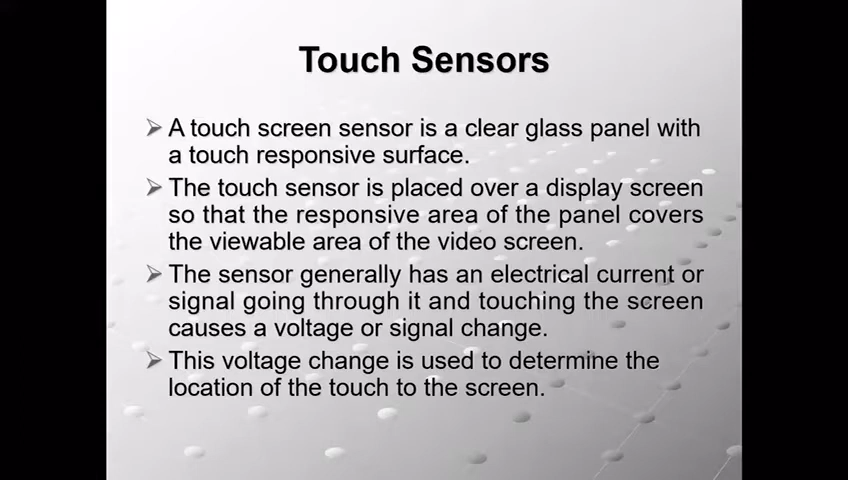 Touch Sensors
A touch screen sensor is a clear glass panel with
a touch responsive surface.
The touch sensor is placed over a display screen
so that the responsive area of the panel covers
the viewable area of the video screen.
The sensor generally has an electrical current or
signal going through it and touching the screen
causes a voltage or signal change.
This voltage change is used to determine the
location of the touch to the screen.